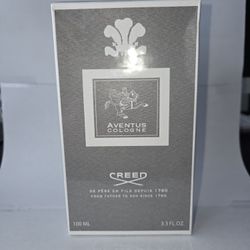 AVENTUS
COLOGNE
CREED
DE PÈRE EN FILS DEPUIS 1760
FROM FATHER TO SON SINCE 1760
100 ML 3.3 FL.OZ.